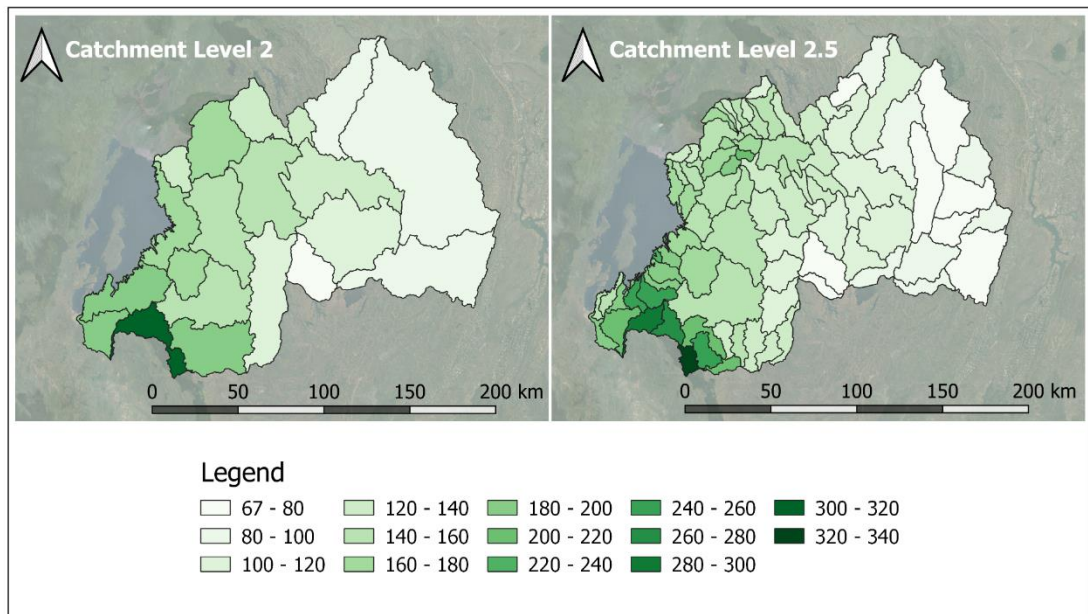 Catchment Level 2
Catchment Level 2.5
0 50 100 150 200 km
0 50 100 150 200 km
Legend
67 - 80 120 - 140 180 - 200 240 - 260 300 - 320
80 - 100 140 - 160 200 - 220 260 - 280 320 - 340
100 - 120 160 - 180 220 - 240 280 - 300